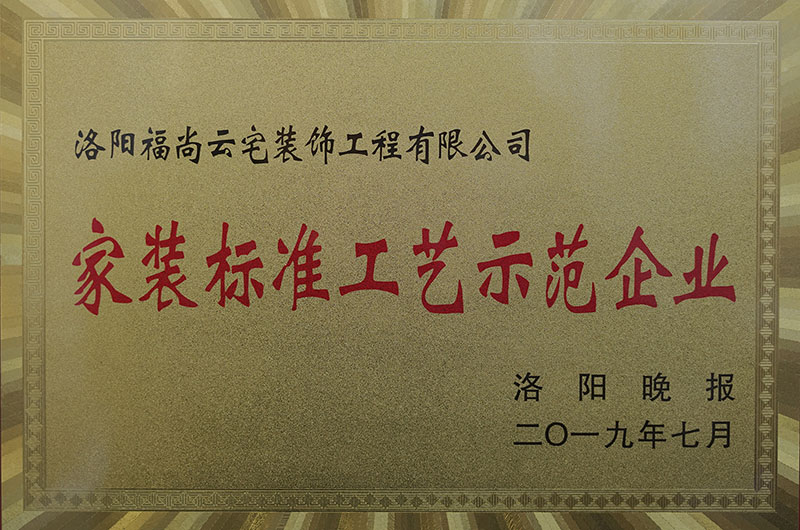 洛阳福尚云宅装饰工程有限公司
家装标准工艺示范企业
洛阳晚报
二〇一九年七月